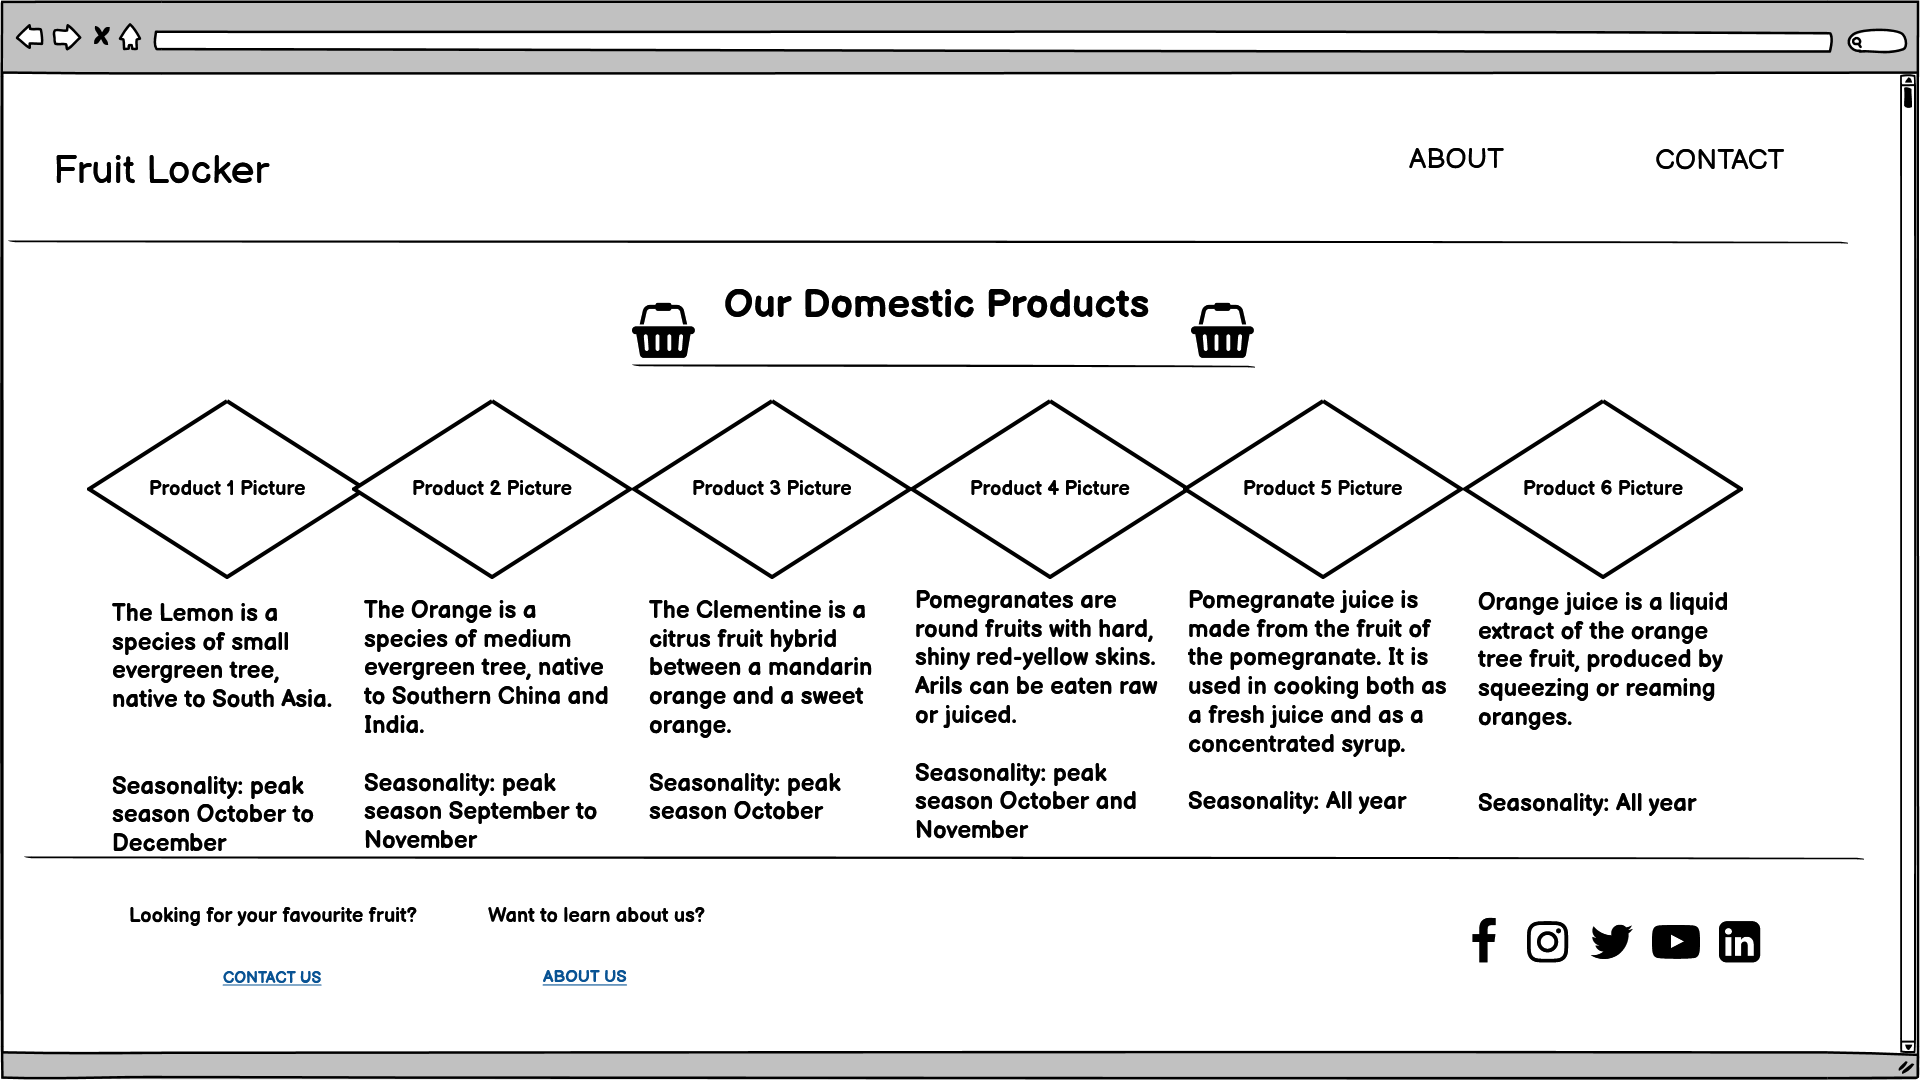 Fruit Locker
ABOUT
CONTACT
Our Domestic Products
Product 1 Picture
Product 2 Picture
Product 3 Picture
Product 4 Picture
Product 5 Picture
Product 6 Picture
The Lemon is a
species of small
evergreen tree,
native to South Asia.
Seasonality: peak
season October to
December
The Orange is a
species of medium
evergreen tree, native
to Southern China and
India.
Seasonality: peak
season September to
November
The Clementine is a
citrus fruit hybrid
between a mandarin
orange and a sweet
orange.
Seasonality: peak
season October
Pomegranates are
round fruits with hard,
shiny red-yellow skins.
Arils can be eaten raw
or juiced.
Seasonality: peak
season October and
November
Pomegranate juice is
made from the fruit of
the pomegranate. It is
used in cooking both as
a fresh juice and as a
concentrated syrup.
Seasonality: All year
Orange juice is a liquid
extract of the orange
tree fruit, produced by
squeezing or reaming
oranges.
Seasonality: All year
Looking for your favourite fruit?
CONTACT US
Want to learn about us?
ABOUT US